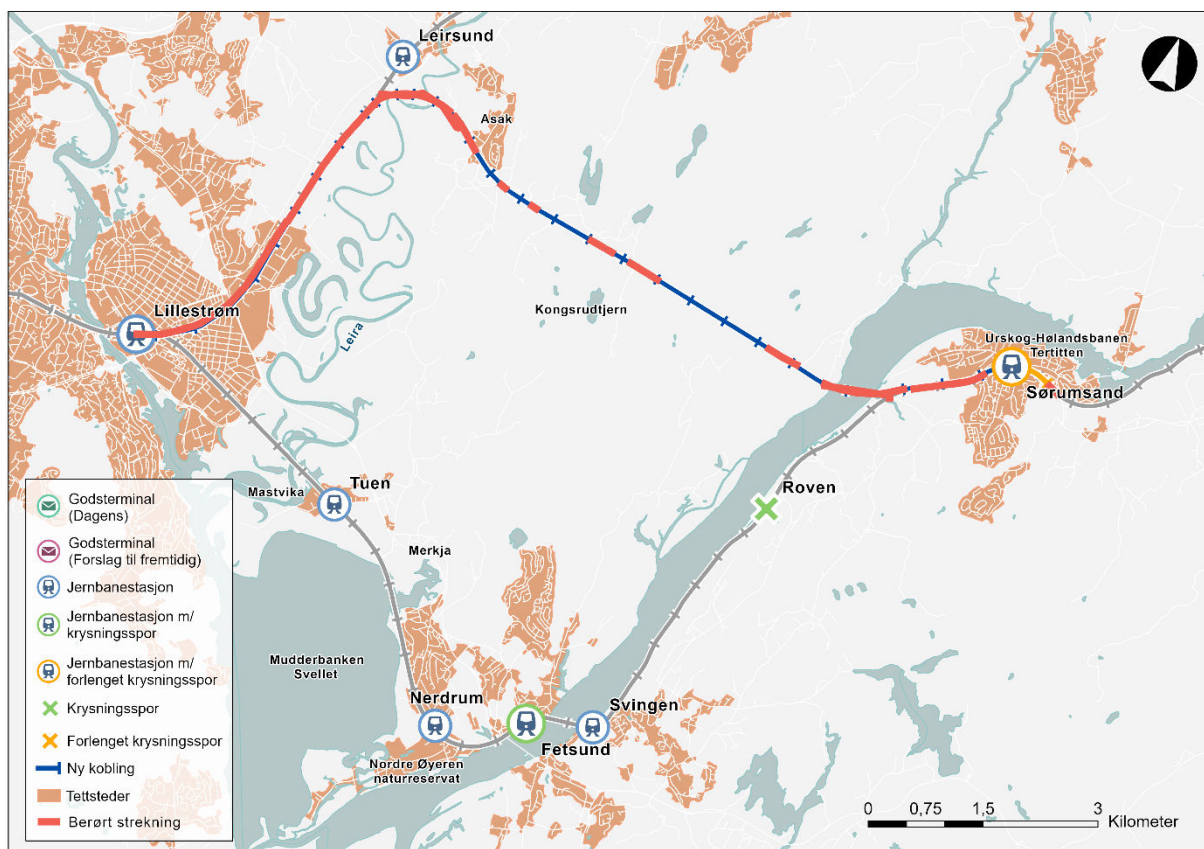 Leirsund
Asak
Lillestrøm
Leira
Kongsrudtjern
Urskog-Hølandsbanen
Tertitten
Sørumsand
Mastvika
Tuen
Roven
Merkja
Mudderbanken
Svellet
Nerdrum
Svingen
Fetsund
Nordre Øyeren
naturreservat
Godsterminal
(Dagens)
Godsterminal
(Forslag til fremtidig)
Jernbanestasjon
Jernbanestasjon m/
krysningsspor
Jernbanestasjon m/
forlenget krysningsspor
Krysningsspor
Forlenget krysningsspor
Ny kobling
Tettsteder
Berørt strekning
0 0,75 1,5 3
Kilometer